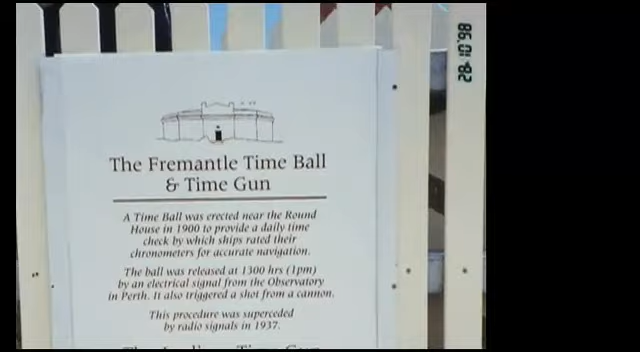 The Fremantle Time Ball
& Time Gun
A Time Ball was erected near the Round
House in 1900 to provide a daily time
check by which ships rated their
chronometers for accurate navigation.
The ball was released at 1300 hrs (1pm)
by an electrical signal from the Observatory
in Perth. It also triggered a shot from a cannon.
This procedure was superceded
by radio signals in 1937.
Time Gun